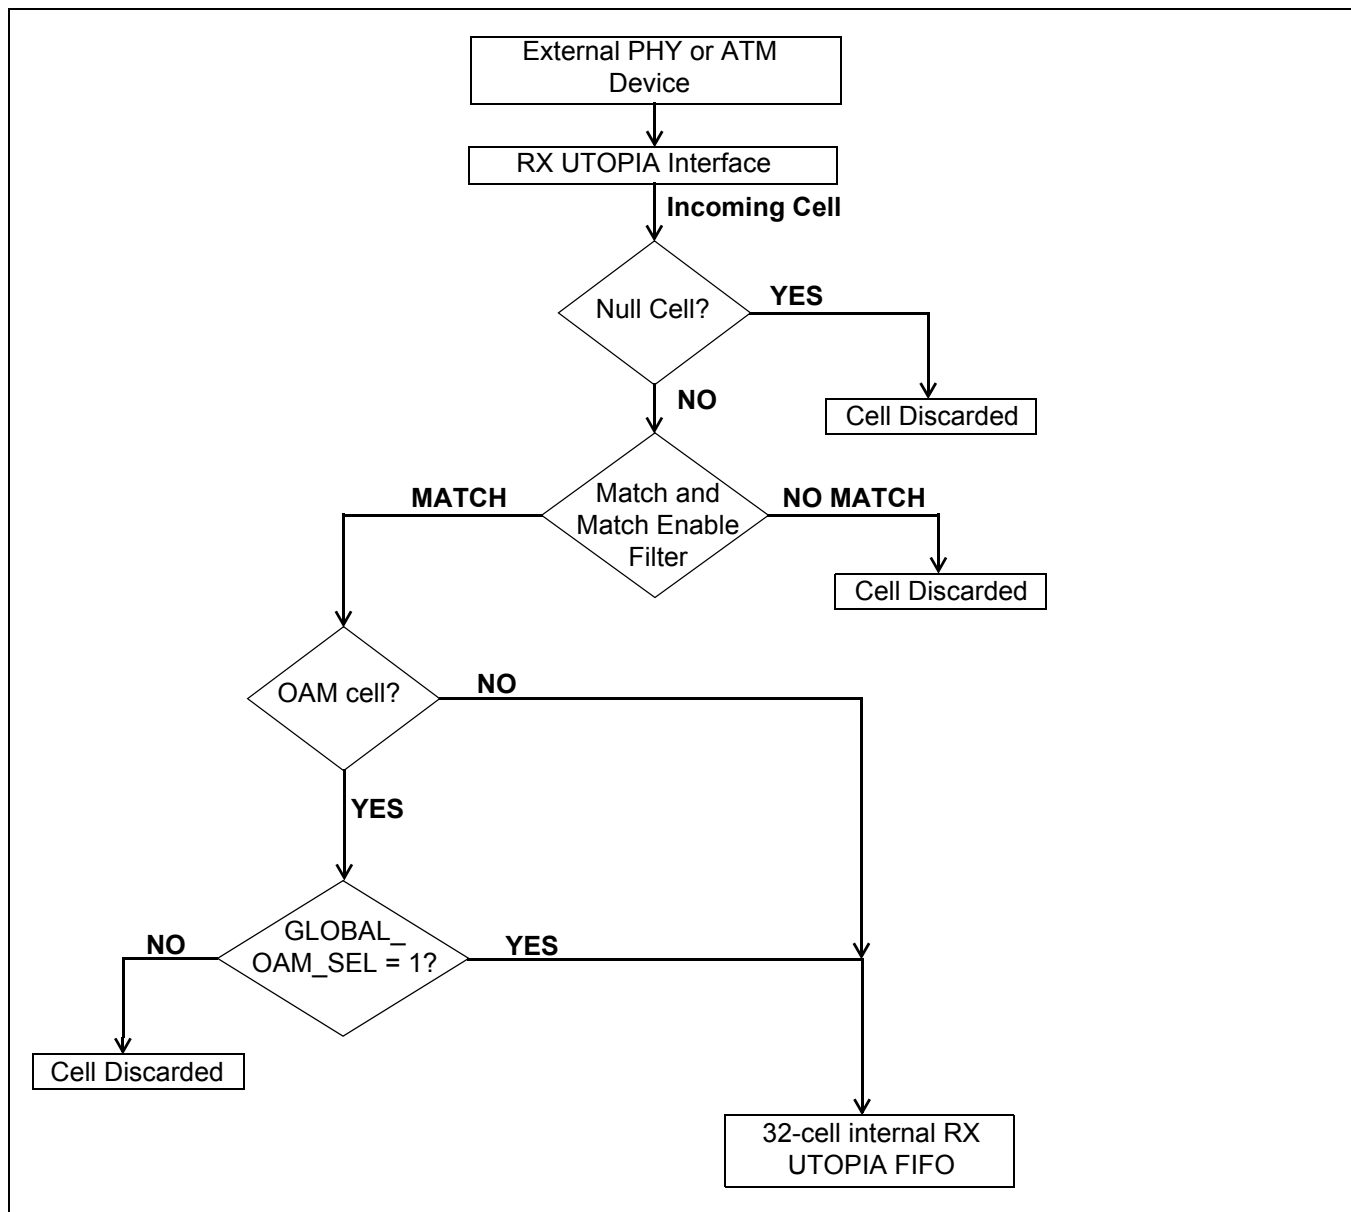 External PHY or ATM
Device
RX UTOPIA Interface
Incoming Cell
Null Cell?
YES
NO
Cell Discarded
MATCH
Match and
Match Enable
Filter
NO MATCH
Cell Discarded
OAM cell?
NO
YES
NO
GLOBAL_
OAM_SEL = 1?
YES
Cell Discarded
32-cell internal RX
UTOPIA FIFO